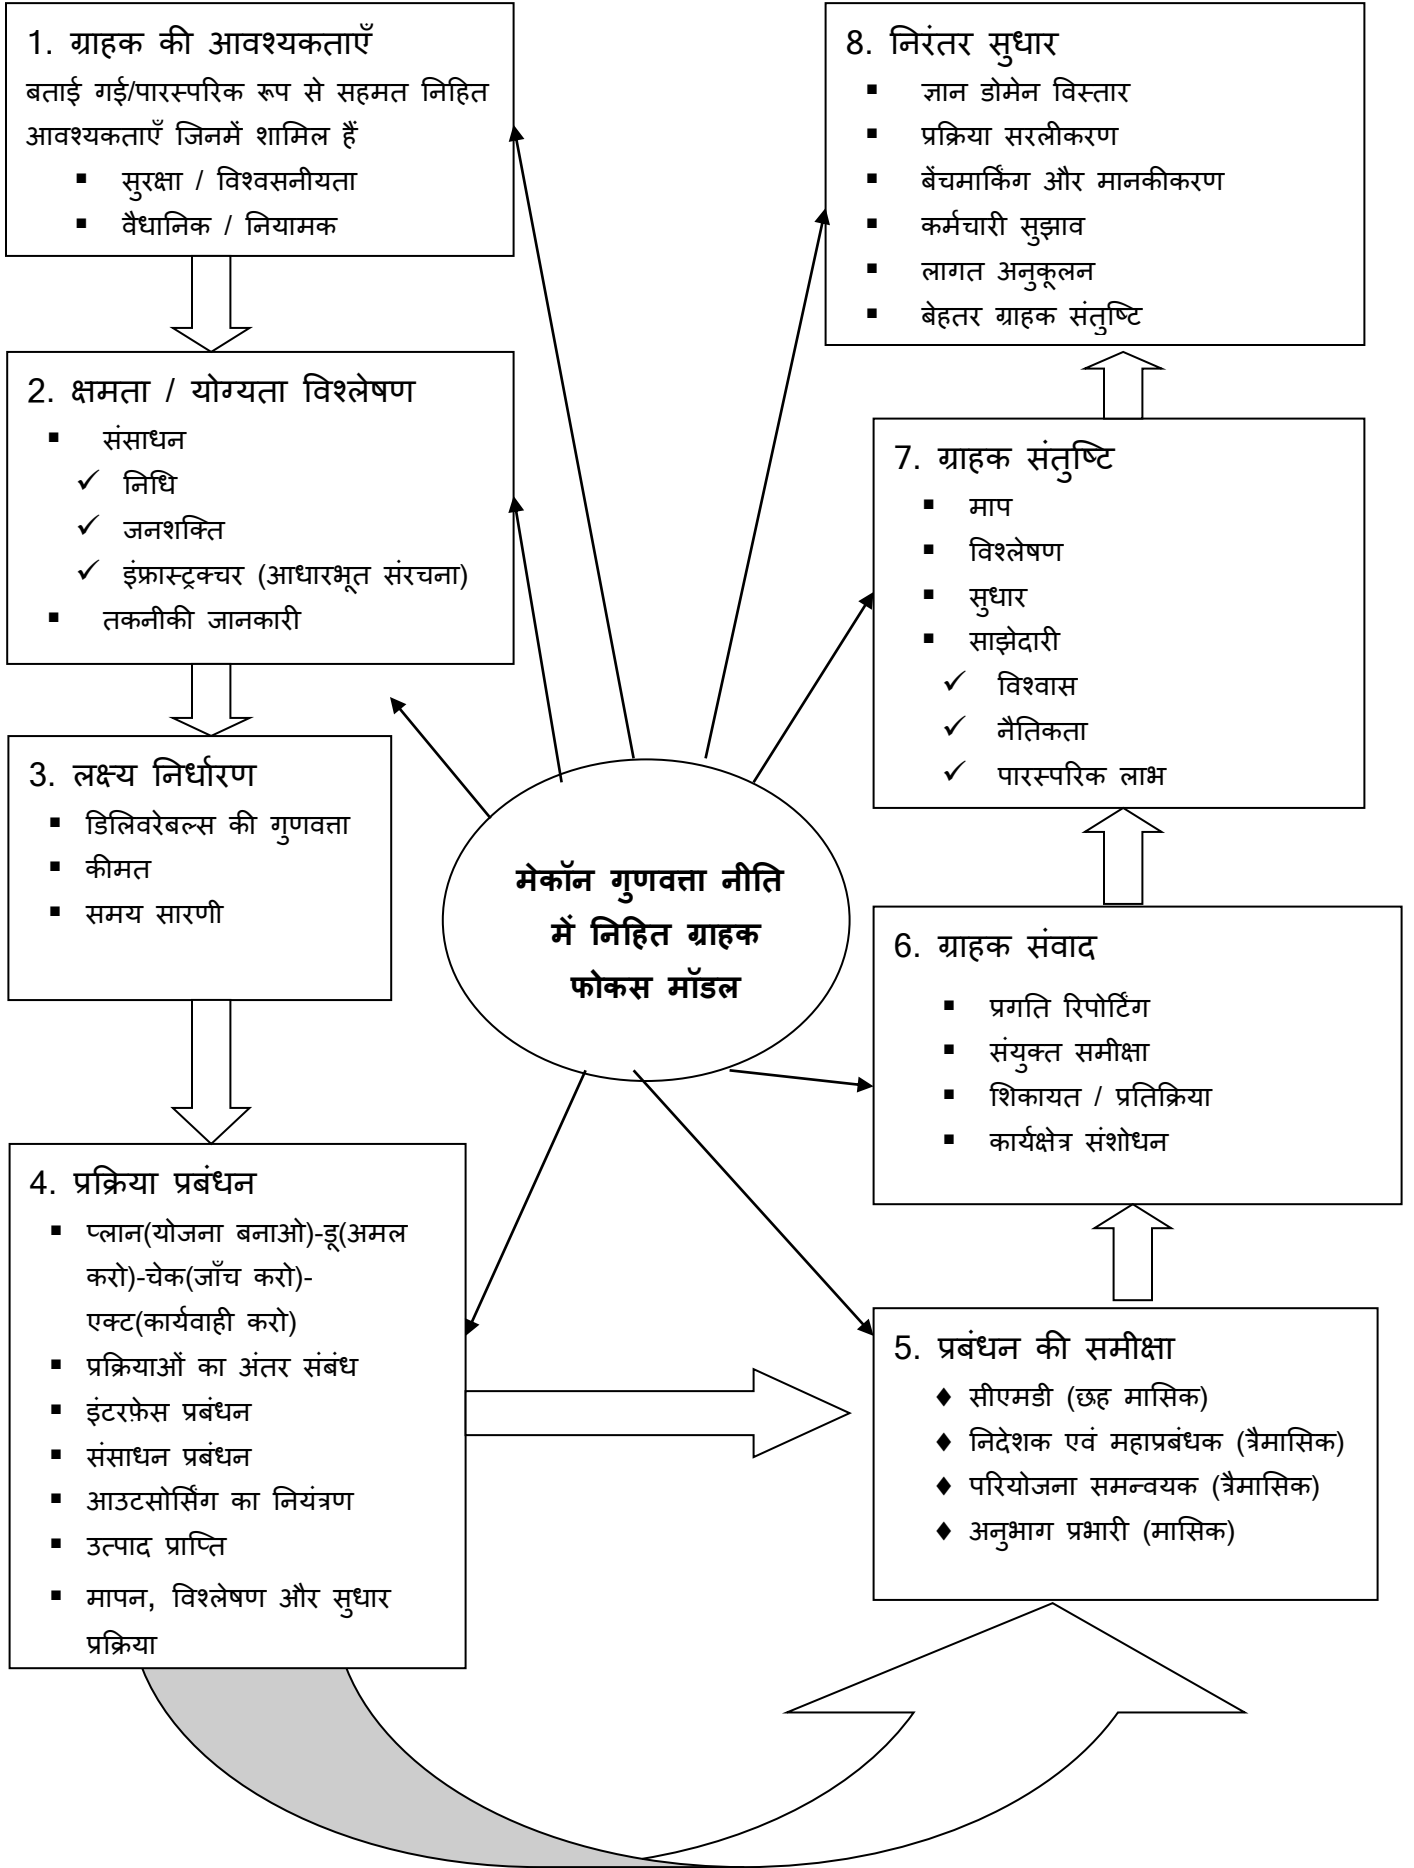 1. ग्राहक की आवश्यकताएँ
बताई गई/पारस्परिक रूप से सहमत निहित
आवश्यकताएँ जिनमें शामिल हैं
▪ सुरक्षा / विश्वसनीयता
▪ वैधानिक / नियामक
2. क्षमता / योग्यता विश्लेषण
▪ संसाधन
✓ निधि
✓ जनशक्ति
✓ इंफ्रास्ट्रक्चर (आधारभूत संरचना)
▪ तकनीकी जानकारी
3. लक्ष्य निर्धारण
▪ डिलिवरेबल्स की गुणवत्ता
▪ कीमत
▪ समय सारणी
4. प्रक्रिया प्रबंधन
▪ प्लान(योजना बनाओ)-डू(अमल
करो)-चेक(जाँच करो)-
एक्ट(कार्यवाही करो)
▪ प्रक्रियाओं का अंतर संबंध
▪ इंटरफ़ेस प्रबंधन
▪ संसाधन प्रबंधन
▪ आउटसोर्सिंग का नियंत्रण
▪ उत्पाद प्राप्ति
▪ मापन, विश्लेषण और सुधार
प्रक्रिया
मेकॉन गुणवत्ता नीति
में निहित ग्राहक
फोकस मॉडल
5. प्रबंधन की समीक्षा
♦ सीएमडी (छह मासिक)
♦ निदेशक एवं महाप्रबंधक (त्रैमासिक)
♦ परियोजना समन्वयक (त्रैमासिक)
♦ अनुभाग प्रभारी (मासिक)
6. ग्राहक संवाद
▪ प्रगति रिपोर्टिंग
▪ संयुक्त समीक्षा
▪ शिकायत / प्रतिक्रिया
▪ कार्यक्षेत्र संशोधन
7. ग्राहक संतुष्टि
▪ माप
▪ विश्लेषण
▪ सुधार
▪ साझेदारी
✓ विश्वास
✓ नैतिकता
✓ पारस्परिक लाभ
8. निरंतर सुधार
▪ ज्ञान डोमेन विस्तार
▪ प्रक्रिया सरलीकरण
▪ बेंचमार्किंग और मानकीकरण
▪ कर्मचारी सुझाव
▪ लागत अनुकूलन
▪ बेहतर ग्राहक संतुष्टि